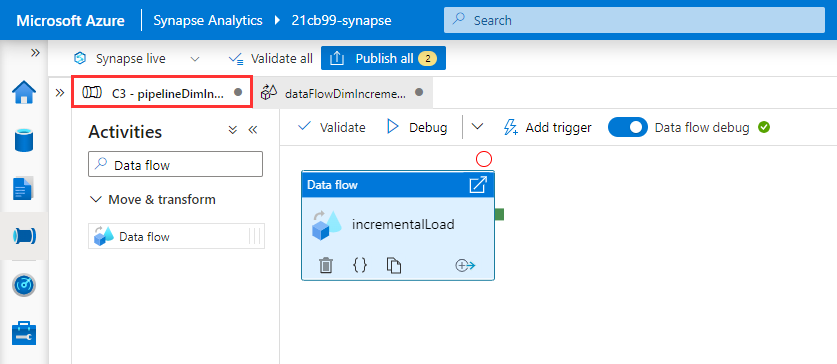 Microsoft Azure Synapse Analytics 21cb99-synapse Search
Synapse live Validate all Publish all 2
C3 - pipelineDimIn... dataFlowDimIncreme...
Activities
Validate Debug Add trigger Data flow debug
Data flow
Move & transform
Data flow
Data flow
incrementalLoad